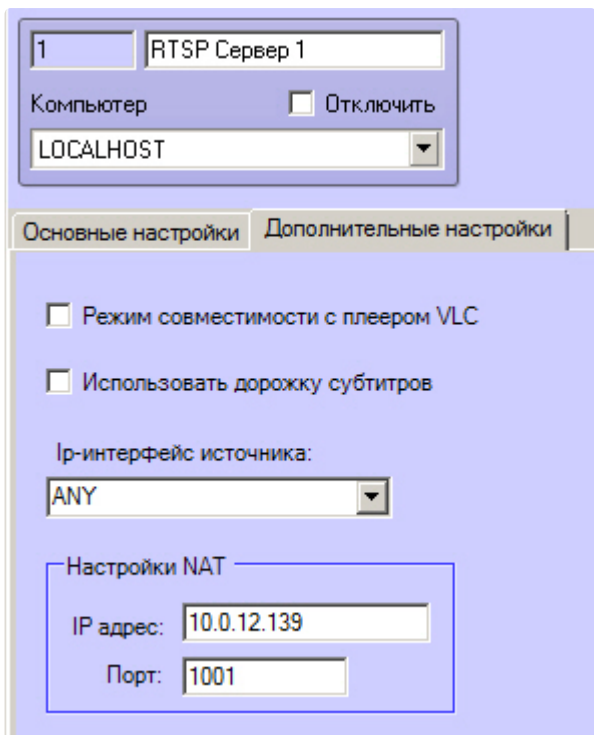 1 RTSP Сервер 1
Компьютер Отключить
LOCALHOST
Основные настройки Дополнительные настройки
Режим совместимости с плеером VLC
Использовать дорожку субтитров
Ip-интерфейс источника:
ANY
Настройки NAT
IP адрес: 10.0.12.139
Порт: 1001